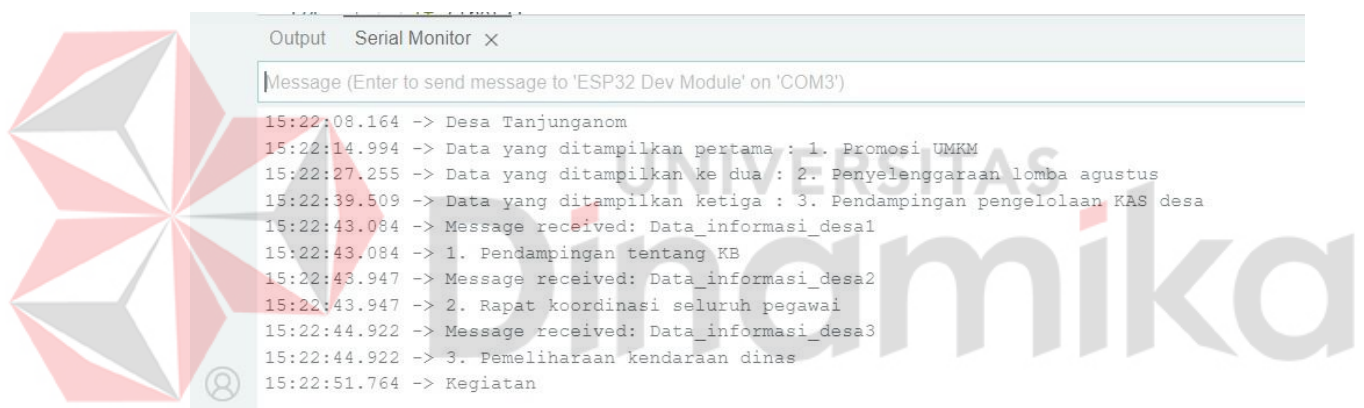 Output Serial Monitor ×
Message (Enter to send message to 'ESP32 Dev Module' on 'COM3')
15:22:08.164 -> Desa Tanjunganom
15:22:14.994 -> Data yang ditampilkan pertama : 1. Promosi UMKM
15:22:27.255 -> Data yang ditampilkan ke dua : 2. Penyelenggaraan lomba agustus
15:22:39.509 -> Data yang ditampilkan ketiga : 3. Pendampingan pengelolaan KAS desa
15:22:43.084 -> Message received: Data_informasi_desa1
15:22:43.084 -> 1. Pendampingan tentang KB
15:22:43.947 -> Message received: Data_informasi_desa2
15:22:43.947 -> 2. Rapat koordinasi seluruh pegawai
15:22:44.922 -> Message received: Data_informasi_desa3
15:22:44.922 -> 3. Pemeliharaan kendaraan dinas
15:22:51.764 -> Kegiatan
UNIVERSITAS
Dinamika